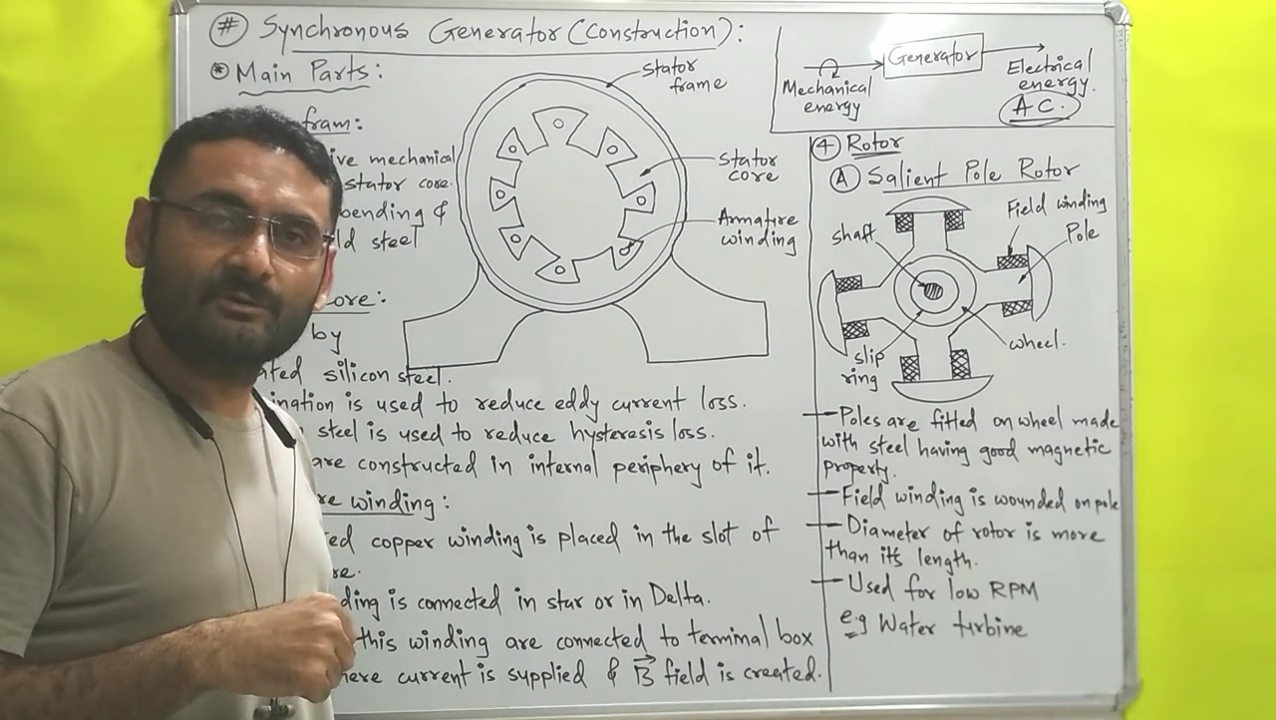 # Synchronous Generator (Construction):
* Main Parts:
fram:
ive mechanical
stator core.
bending &
ld steel
stator
frame
stator
core
Armature
winding
ore:
by
ated silicon steel.
ination is used to reduce eddy current loss.
steel is used to reduce hysteresis loss.
are constructed in internal periphery of it.
re winding:
ed copper winding is placed in the slot of
re.
ding is connected in star or in Delta.
this winding are connected to terminal box
here current is supplied & B field is created.
Generator
Mechanical
energy
Electrical
energy.
AC.
4 Rotor
A Salient Pole Rotor
Field winding
Pole
shaft
slip
ring
wheel.
— Poles are fitted on wheel made
with steel having good magnetic
property.
— Field winding is wounded on pole
— Diameter of rotor is more
than it's length.
— Used for low RPM
e.g Water turbine